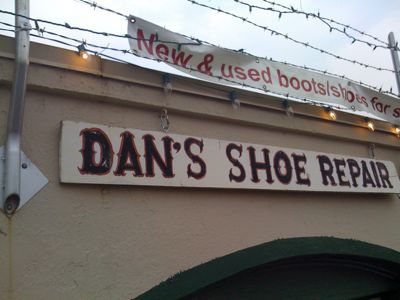 New & used boots/shoes for s
DAN'S SHOE REPAIR